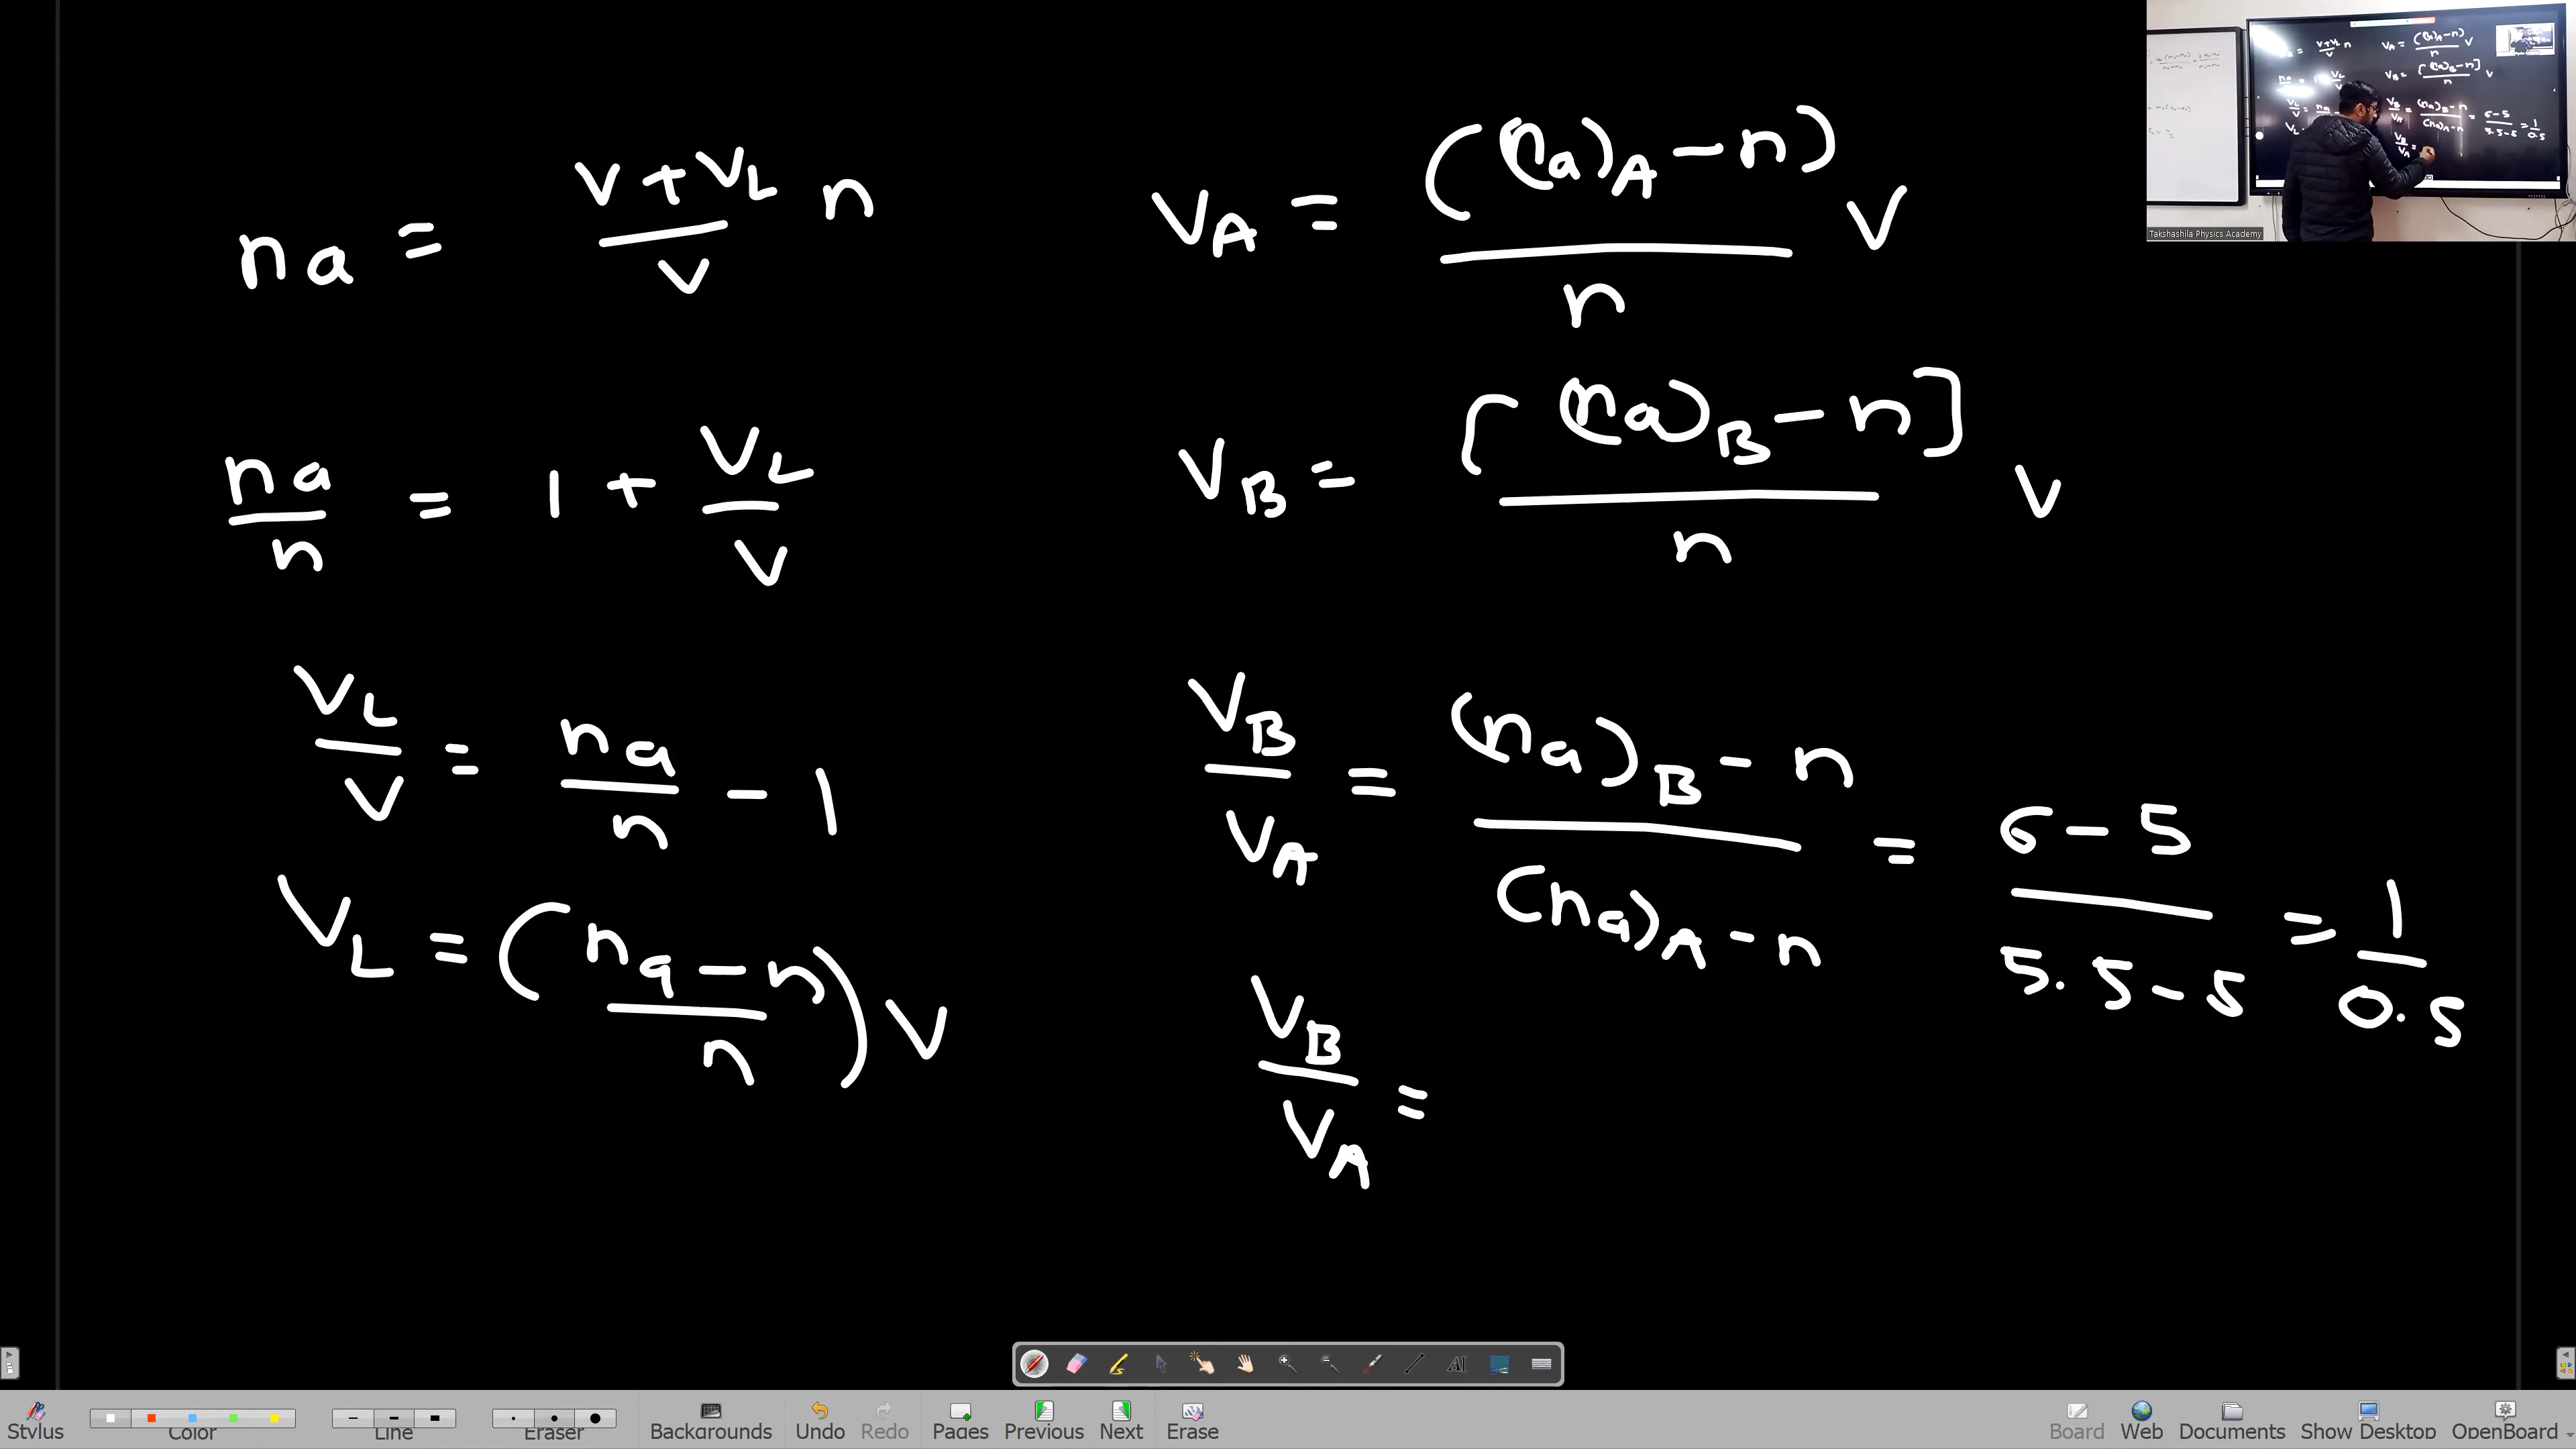 na = (v + vL)/v n
na/n = 1 + vL/v
vL/v = na/n - 1
vL = ((na - n)/n) v
vA = ((na)A - n)/n v
vB = [(na)B - n]/n v
vB/vA = ((na)B - n)/((na)A - n) = (6 - 5)/(5.5 - 5) = 1/0.5
vB/vA =
Takshashila Physics Academy
Stylus Color Line Eraser Backgrounds Undo Redo Pages Previous Next Erase Board Web Documents Show Desktop OpenBoard